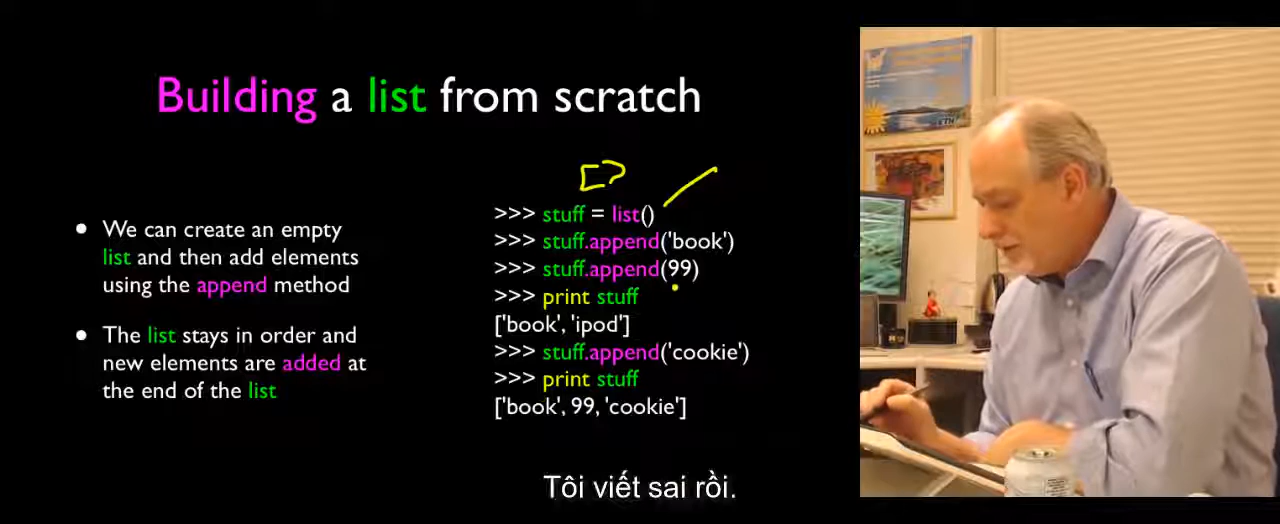 Building a list from scratch
We can create an empty
list and then add elements
using the append method
The list stays in order and
new elements are added at
the end of the list
>>> stuff = list()
>>> stuff.append('book')
>>> stuff.append(99)
>>> print stuff
['book', 'ipod']
>>> stuff.append('cookie')
>>> print stuff
['book', 99, 'cookie']
Tôi viết sai rồi.